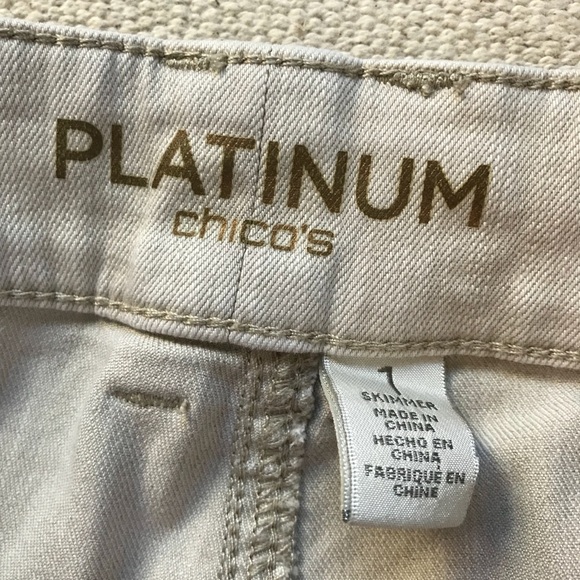 PLATINUM
chico's
1
SKIMMER
MADE IN
CHINA
HECHO EN
CHINA
FABRIQUÉ EN
CHINE